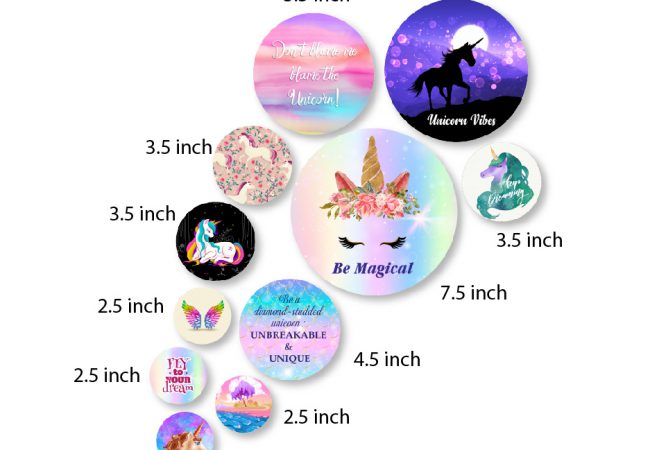 Don't blame me
Blame the
Unicorn!
Unicorn Vibes
3.5 inch
Keep
Dreaming
3.5 inch
3.5 inch
Be Magical
7.5 inch
2.5 inch
Be a
diamond-studded
unicorn:
UNBREAKABLE
&
UNIQUE
4.5 inch
FLY
to
YOUR
dream
2.5 inch
2.5 inch